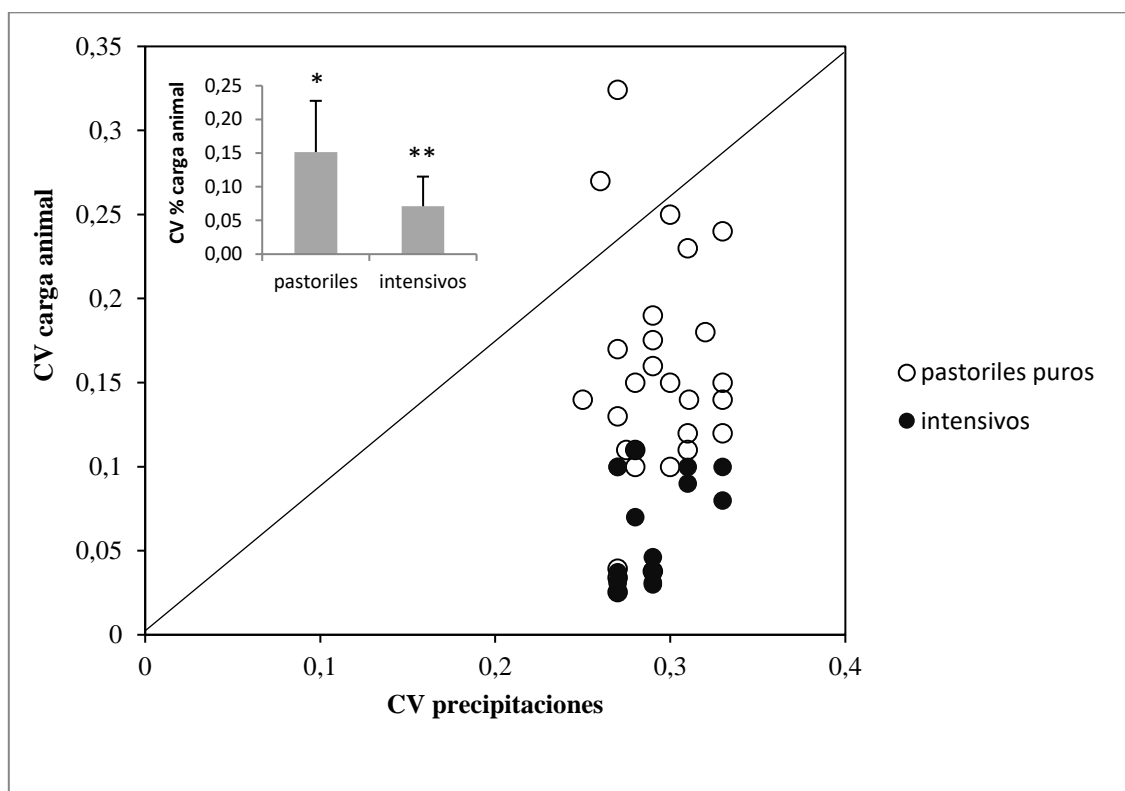 0,35
0,3
0,25
0,2
0,15
0,1
0,05
0
CV carga animal
0,25
0,20
0,15
0,10
0,05
0,00
CV % carga animal
*
**
pastoriles intensivos
pastoriles puros
intensivos
0 0,1 0,2 0,3 0,4
CV precipitaciones